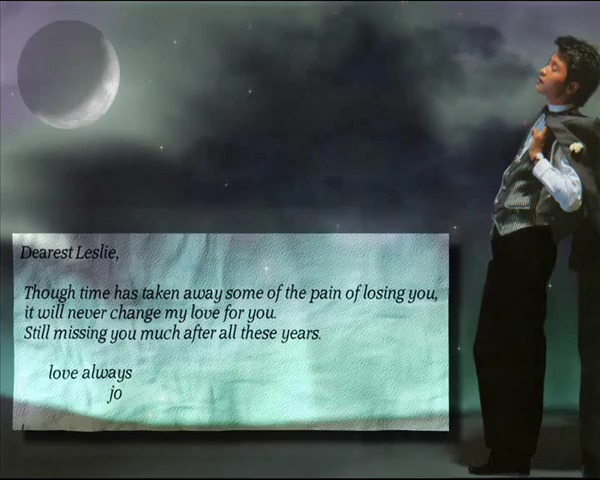 Dearest Leslie,
Though time has taken away some of the pain of losing you,
it will never change my love for you.
Still missing you much after all these years.
love always
jo